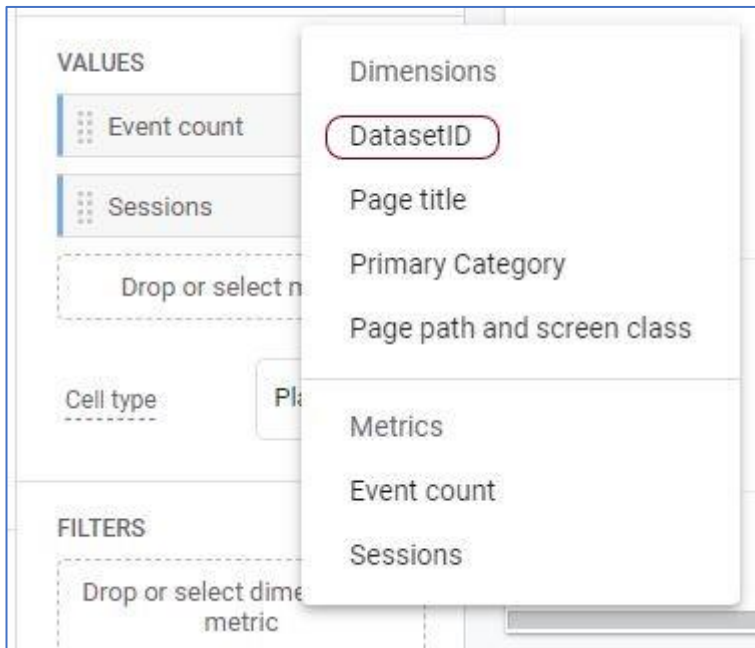 VALUES
Event count
Sessions
Drop or select m
Cell type
Pla
FILTERS
Drop or select dime
metric
Dimensions
DatasetID
Page title
Primary Category
Page path and screen class
Metrics
Event count
Sessions